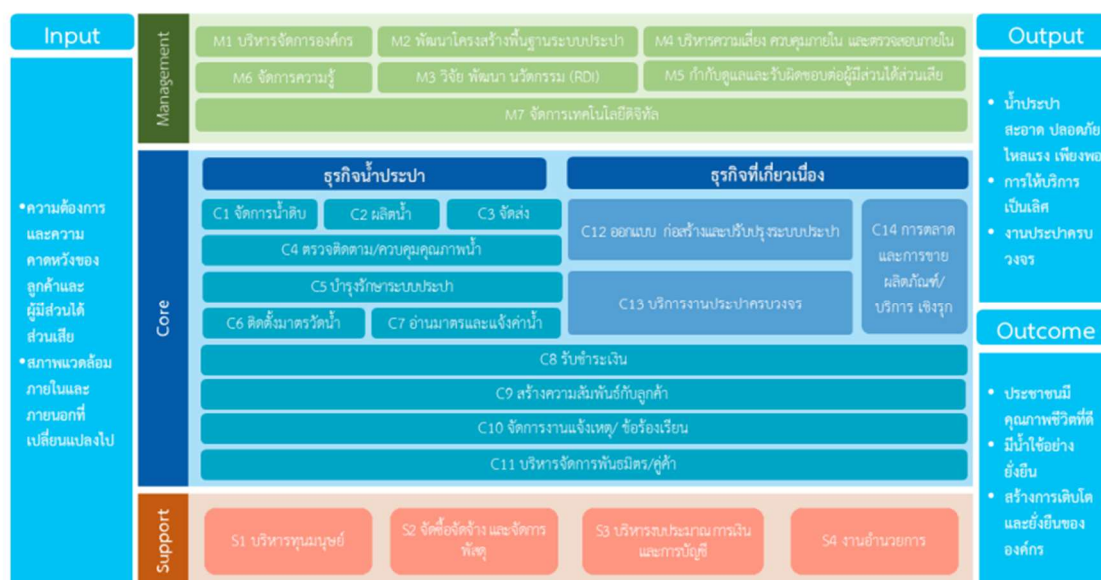 Input
•ความต้องการ
และความ
คาดหวังของ
ลูกค้าและ
ผู้มีส่วนได้
ส่วนเสีย
•สภาพแวดล้อม
ภายในและ
ภายนอกที่
เปลี่ยนแปลงไป
Management
M1 บริหารจัดการองค์กร
M2 พัฒนาโครงสร้างพื้นฐานระบบประปา
M4 บริหารความเสี่ยง ควบคุมภายใน และตรวจสอบภายใน
M6 จัดการความรู้
M3 วิจัย พัฒนา นวัตกรรม (RDI)
M5 กำกับดูแลและรับผิดชอบต่อผู้มีส่วนได้ส่วนเสีย
M7 จัดการเทคโนโลยีดิจิทัล
Core
ธุรกิจน้ำประปา
C1 จัดการน้ำดิบ
C2 ผลิตน้ำ
C3 จัดส่ง
C4 ตรวจติดตาม/ควบคุมคุณภาพน้ำ
C5 บำรุงรักษาระบบประปา
C6 ติดตั้งมาตรวัดน้ำ
C7 อ่านมาตรและแจ้งค่าน้ำ
ธุรกิจที่เกี่ยวเนื่อง
C12 ออกแบบ ก่อสร้างและปรับปรุงระบบประปา
C13 บริการงานประปาครบวงจร
C14 การตลาด
และการขาย
ผลิตภัณฑ์/
บริการ เชิงรุก
C8 รับชำระเงิน
C9 สร้างความสัมพันธ์กับลูกค้า
C10 จัดการงานแจ้งเหตุ/ ข้อร้องเรียน
C11 บริหารจัดการพันธมิตร/คู่ค้า
Support
S1 บริหารทุนมนุษย์
S2 จัดซื้อจัดจ้าง และจัดการ
พัสดุ
S3 บริหารงบประมาณ การเงิน
และการบัญชี
S4 งานอำนวยการ
Output
• น้ำประปา
สะอาด ปลอดภัย
ไหลแรง เพียงพอ
• การให้บริการ
เป็นเลิศ
• งานประปาครบ
วงจร
Outcome
• ประชาชนมี
คุณภาพชีวิตที่ดี
• มีน้ำใช้อย่าง
ยั่งยืน
• สร้างการเติบโต
และยั่งยืนของ
องค์กร